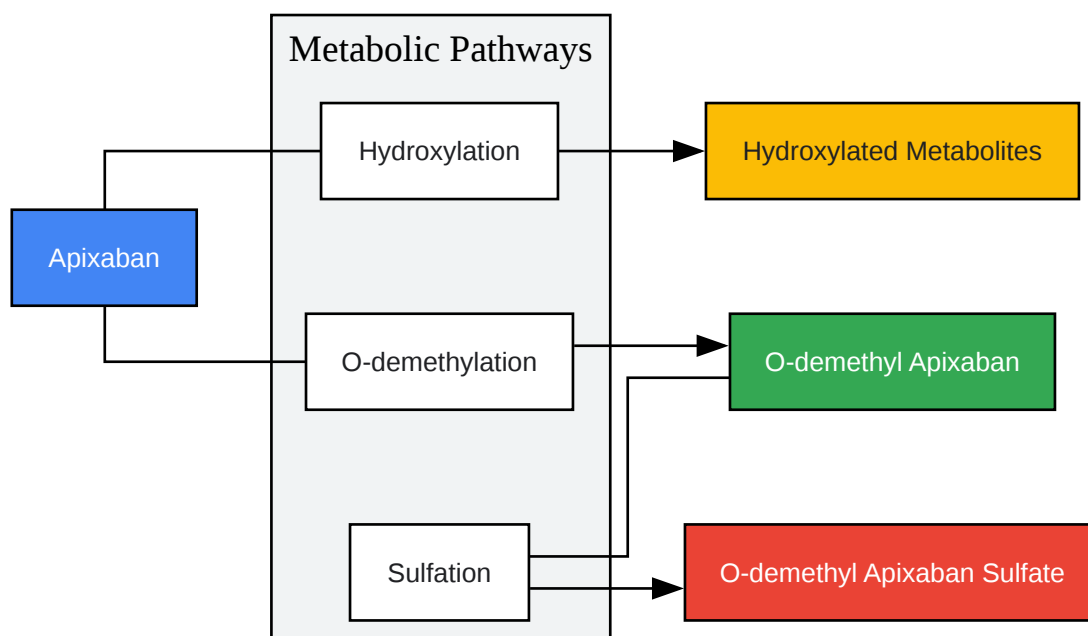 Metabolic Pathways
Hydroxylation
Hydroxylated Metabolites
Apixaban
O-demethylation
O-demethyl Apixaban
Sulfation
O-demethyl Apixaban Sulfate